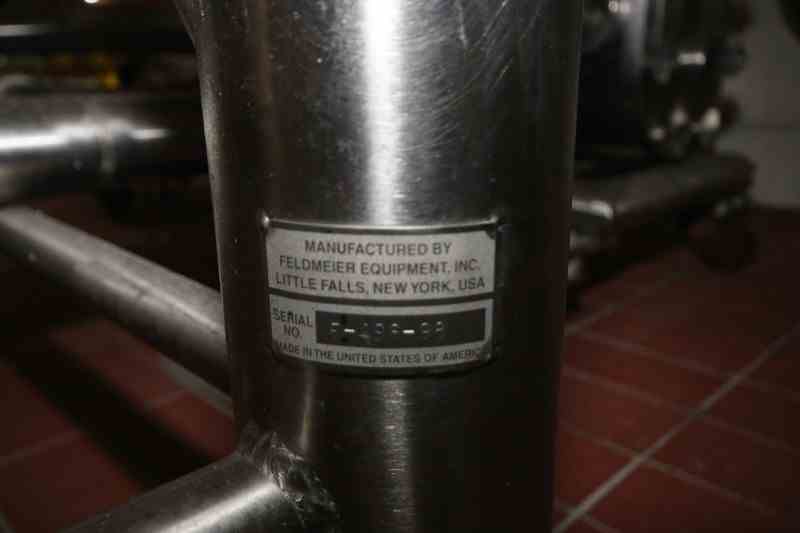 MANUFACTURED BY
FELDMEIER EQUIPMENT, INC.
LITTLE FALLS, NEW YORK, USA
SERIAL
NO.
MADE IN THE UNITED STATES OF AMERICA